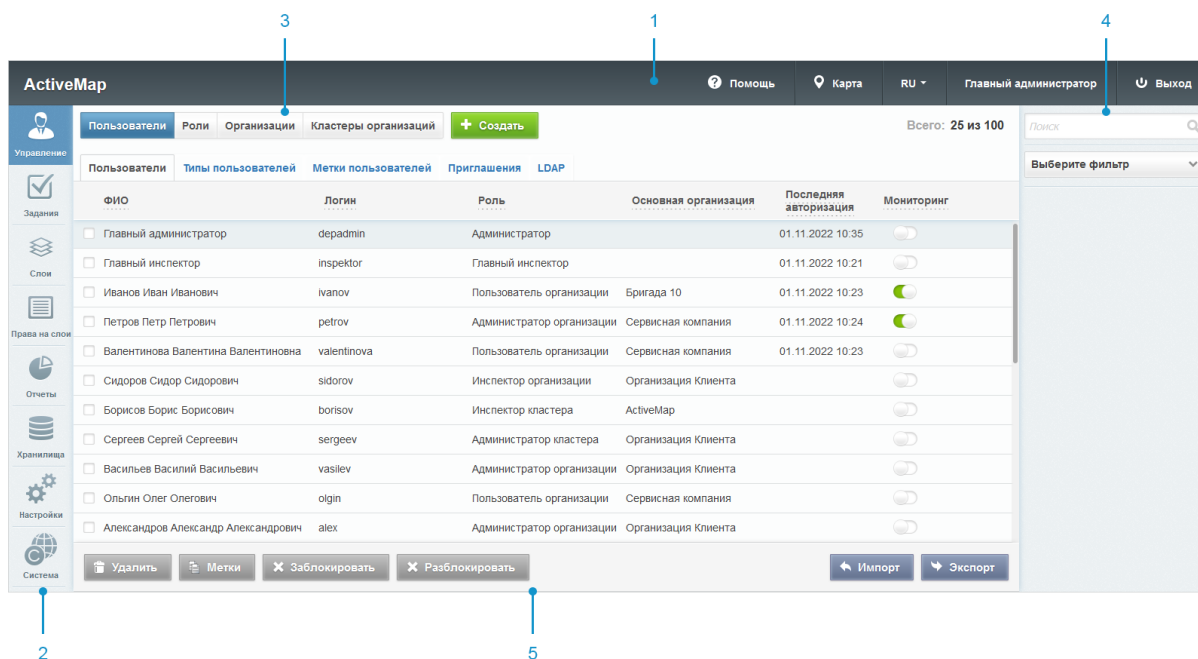 3 1 4
ActiveMap Помощь Карта RU Главный администратор Выход
Управление
Задания
Слои
Права на слои
Отчеты
Хранилища
Настройки
Система
Пользователи Роли Организации Кластеры организаций Создать Всего: 25 из 100
Пользователи Типы пользователей Метки пользователей Приглашения LDAP
ФИО Логин Роль Основная организация Последняя авторизация Мониторинг
Главный администратор depadmin Администратор 01.11.2022 10:35
Главный инспектор inspektor Главный инспектор 01.11.2022 10:21
Иванов Иван Иванович ivanov Пользователь организации Бригада 10 01.11.2022 10:23
Петров Петр Петрович petrov Администратор организации Сервисная компания 01.11.2022 10:24
Валентинова Валентина Валентиновна valentinova Пользователь организации Сервисная компания 01.11.2022 10:23
Сидоров Сидор Сидорович sidorov Инспектор организации Организация Клиента
Борисов Борис Борисович borisov Инспектор кластера ActiveMap
Сергеев Сергей Сергеевич sergeev Администратор кластера Организация Клиента
Васильев Василий Васильевич vasilev Администратор организации Организация Клиента
Ольгин Олег Олегович olgin Пользователь организации Сервисная компания
Александров Александр Александрович alex Администратор организации Организация Клиента
Удалить Метки Заблокировать Разблокировать Импорт Экспорт
Поиск
Выберите фильтр
2 5